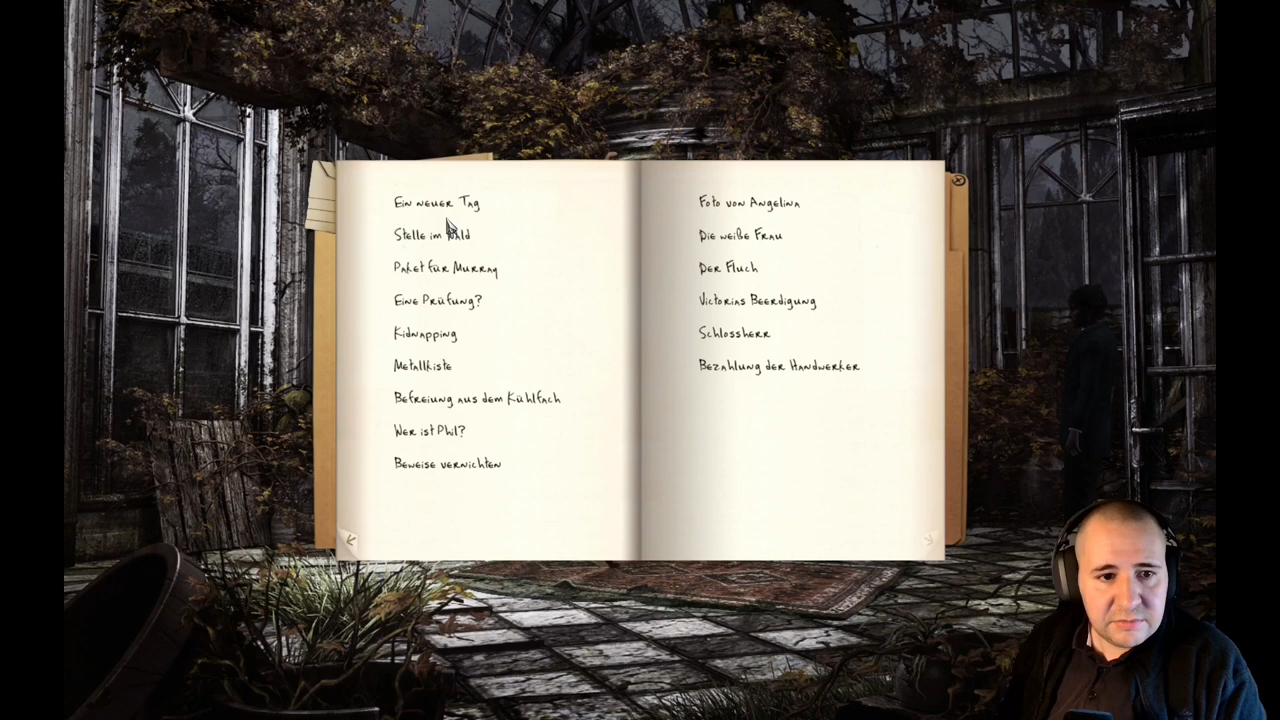 Ein neuer Tag
Stelle im Wald
Paket für Murray
Eine Prüfung?
Kidnapping
Metallkiste
Befreiung aus dem Kühlfach
Wer ist Phil?
Beweise vernichten
Foto von Angelina
Die weiße Frau
Der Fluch
Victorias Beerdigung
Schlossherr
Bezahlung der Handwerker